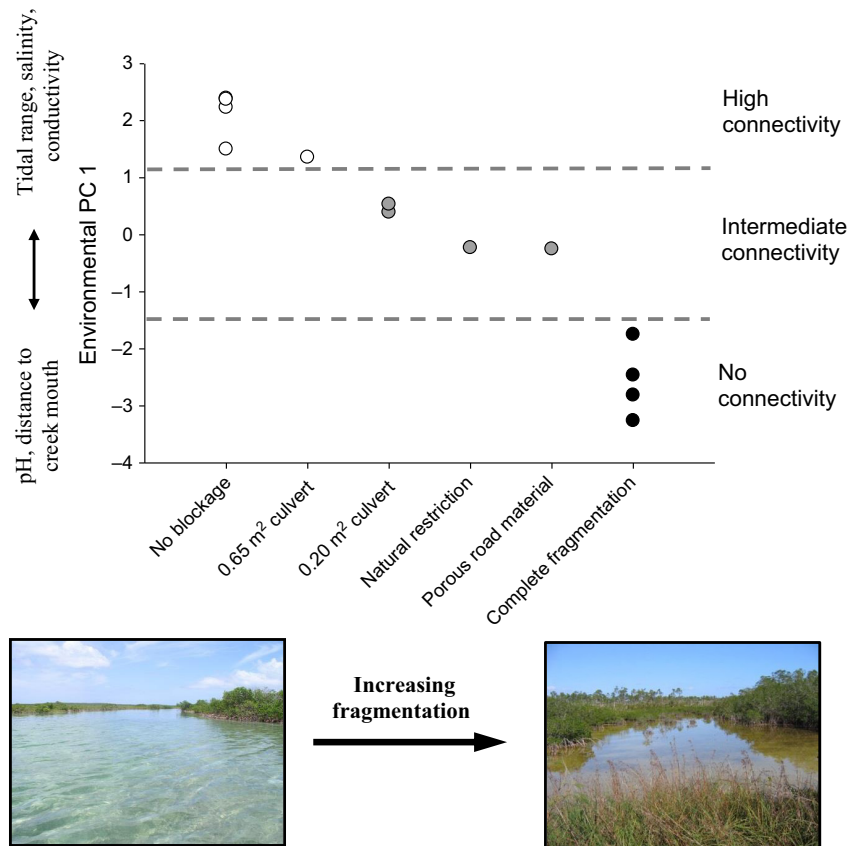 Tidal range, salinity,
conductivity
pH, distance to
creek mouth
Environmental PC 1
3
2
1
0
–1
–2
–3
–4
High
connectivity
Intermediate
connectivity
No
connectivity
No blockage
0.65 m² culvert
0.20 m² culvert
Natural restriction
Porous road material
Complete fragmentation
Increasing
fragmentation